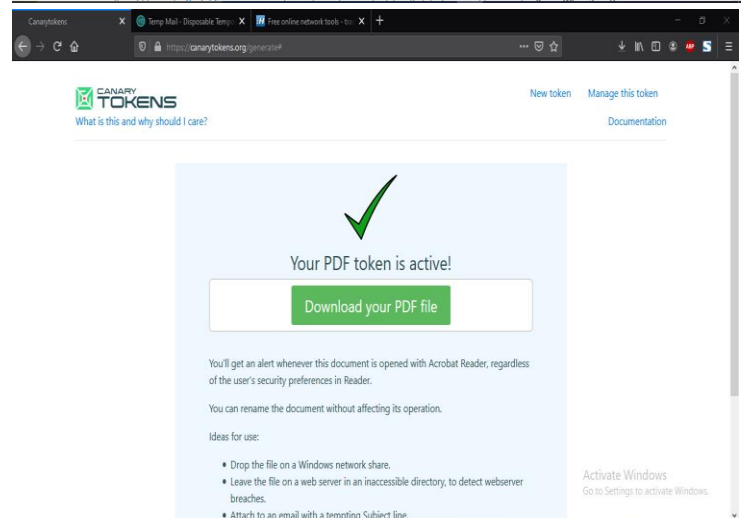 Canarytokens
Temp Mail - Disposable Tempo
Free online network tools - tra
https://canarytokens.org/generate#
ABP
S
CANARY
TOKENS
New token
Manage this token
What is this and why should I care?
Documentation
Your PDF token is active!
Download your PDF file
You'll get an alert whenever this document is opened with Acrobat Reader, regardless
of the user's security preferences in Reader.
You can rename the document without affecting its operation.
Ideas for use:
• Drop the file on a Windows network share.
• Leave the file on a web server in an inaccessible directory, to detect webserver
breaches.
• Attach to an email with a tempting Subject line.
Activate Windows
Go to Settings to activate Windows.